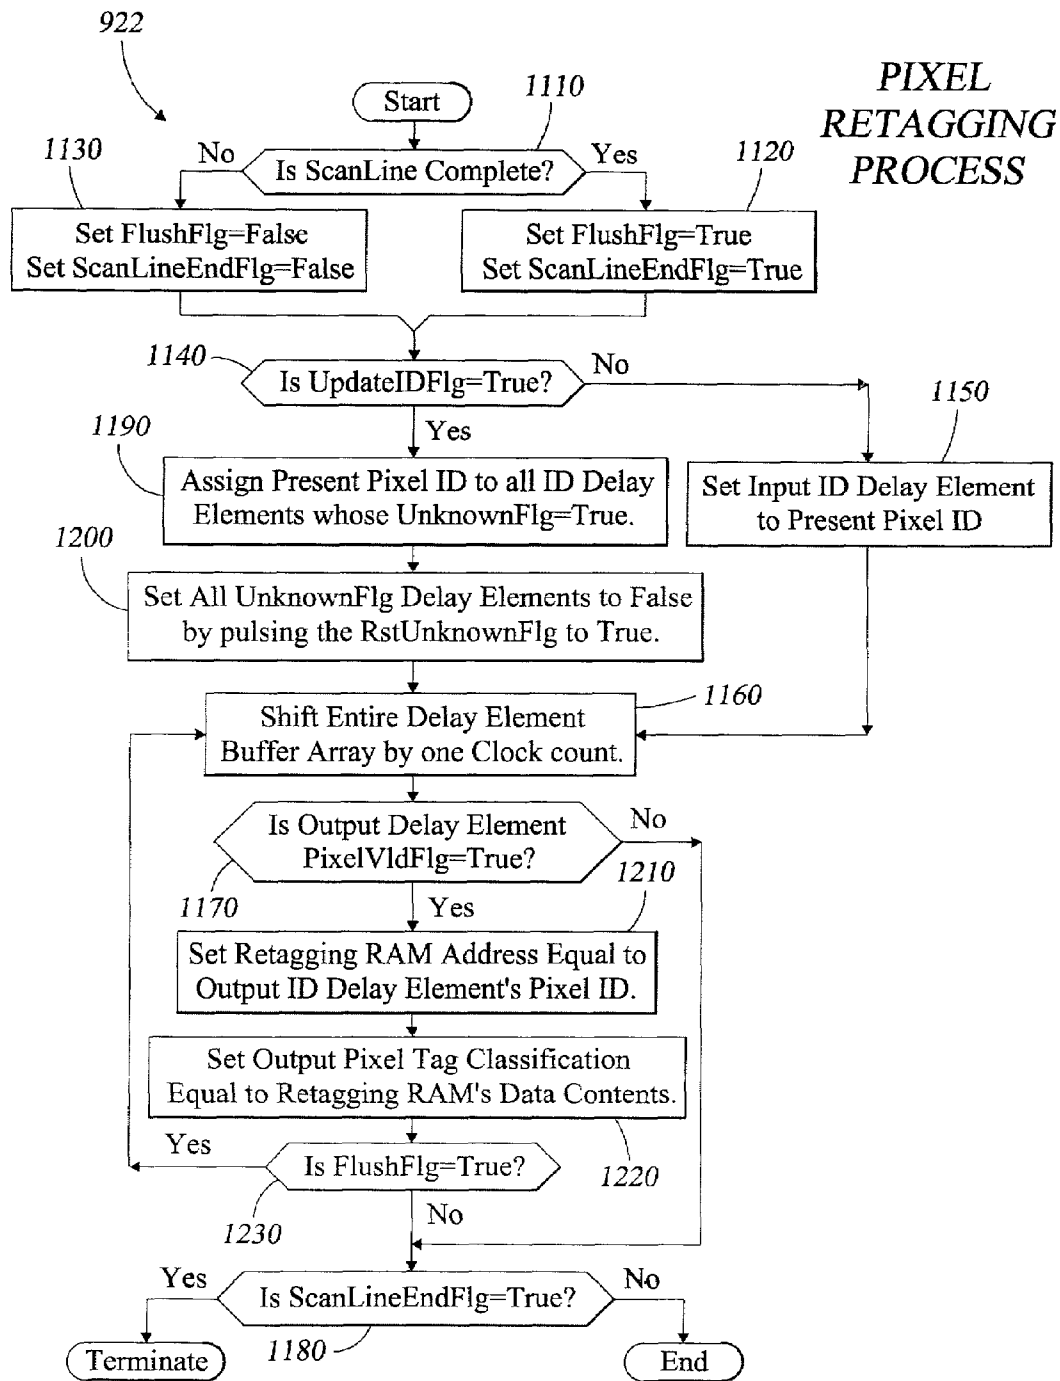 922
PIXEL
RETAGGING
PROCESS
Start
1110
1130
No
Is ScanLine Complete?
Yes
1120
Set FlushFlg=False
Set ScanLineEndFlg=False
Set FlushFlg=True
Set ScanLineEndFlg=True
1140
Is UpdateIDFlg=True?
No
1150
1190
Yes
Assign Present Pixel ID to all ID Delay
Elements whose UnknownFlg=True.
Set Input ID Delay Element
to Present Pixel ID
1200
Set All UnknownFlg Delay Elements to False
by pulsing the RstUnknownFlg to True.
1160
Shift Entire Delay Element
Buffer Array by one Clock count.
Is Output Delay Element
PixelVldFlg=True?
No
1170
Yes
1210
Set Retagging RAM Address Equal to
Output ID Delay Element's Pixel ID.
Set Output Pixel Tag Classification
Equal to Retagging RAM's Data Contents.
Yes
Is FlushFlg=True?
1220
1230
No
Yes
Is ScanLineEndFlg=True?
No
1180
Terminate
End